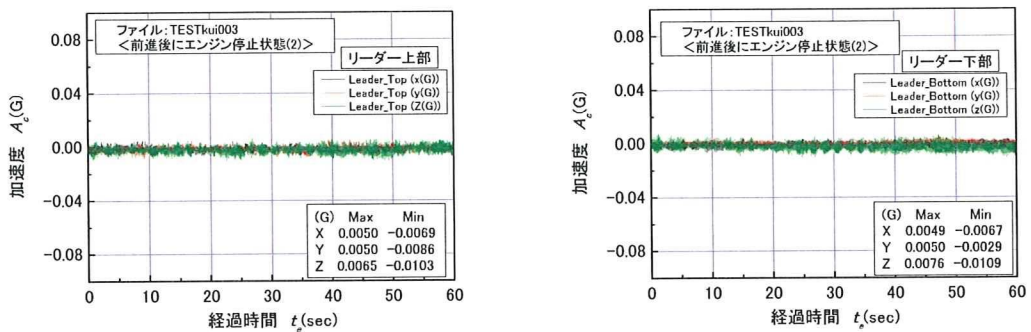 ファイル:TESTkui003
<前進後にエンジン停止状態(2)>
リーダー上部
Leader_Top (x(G))
Leader_Top (y(G))
Leader_Top (Z(G))
0.08
0.04
0.00
-0.04
-0.08
加速度 Ac(G)
(G) Max Min
X 0.0050 -0.0069
Y 0.0050 -0.0086
Z 0.0065 -0.0103
0 10 20 30 40 50 60
経過時間 te(sec)
ファイル:TESTkui003
<前進後にエンジン停止状態(2)>
リーダー下部
Leader_Bottom (x(G))
Leader_Bottom (y(G))
Leader_Bottom (z(G))
0.08
0.04
0.00
-0.04
-0.08
加速度 Ac(G)
(G) Max Min
X 0.0049 -0.0067
Y 0.0050 -0.0029
Z 0.0076 -0.0109
0 10 20 30 40 50 60
経過時間 te(sec)